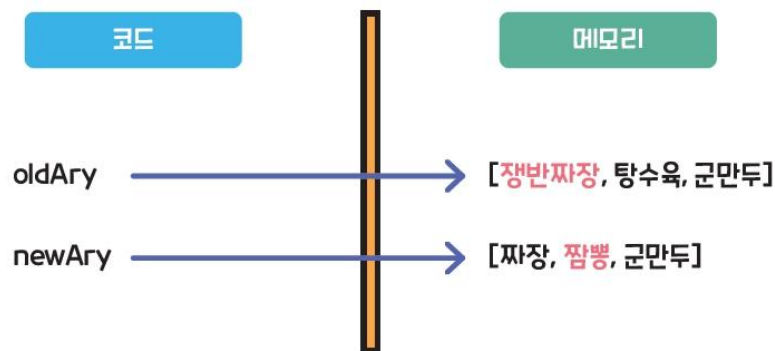 코드
메모리
oldAry
[쟁반짜장, 탕수육, 군만두]
newAry
[짜장, 짬뽕, 군만두]